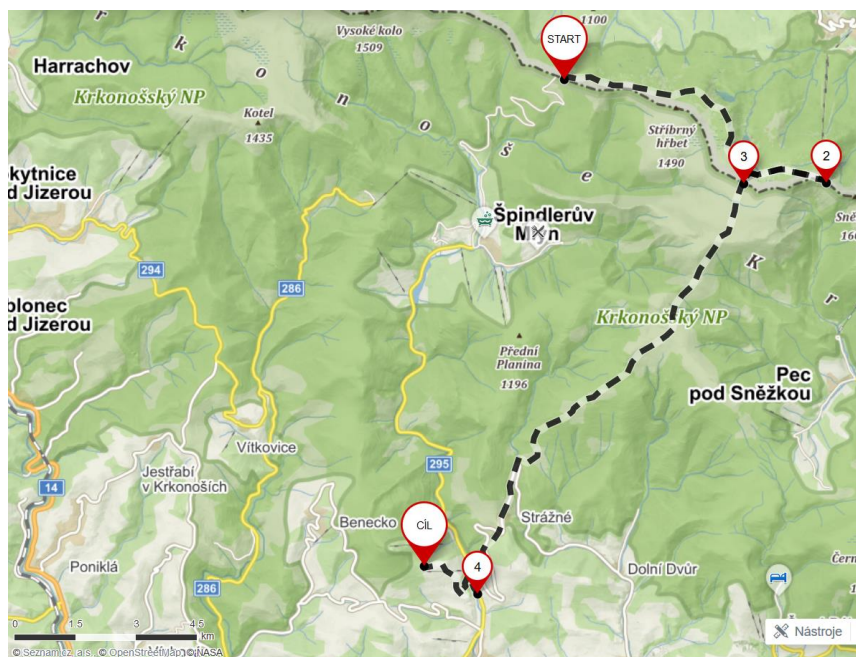 1100
START
Vysoké kolo
1509
r
k
Harrachov
Krkonošský NP
o
n
Kotel
1435
o
Stříbrný
hřbet
1490
š
3
2
kytnice
d Jizerou
e
Sně
Špindlerův
Mlýn
K
294
286
r
blonec
d Jizerou
Krkonošský NP
Přední
Planina
1196
Pec
pod Sněžkou
Vítkovice
295
Jestřabí
v Krkonoších
14
Strážné
Benecko
CÍL
4
Poniklá
Dolní Dvůr
Čern
286
0 1.5 3 4.5
km
Nástroje
© Seznam.cz, a.s., © OpenStreetMap, © NASA